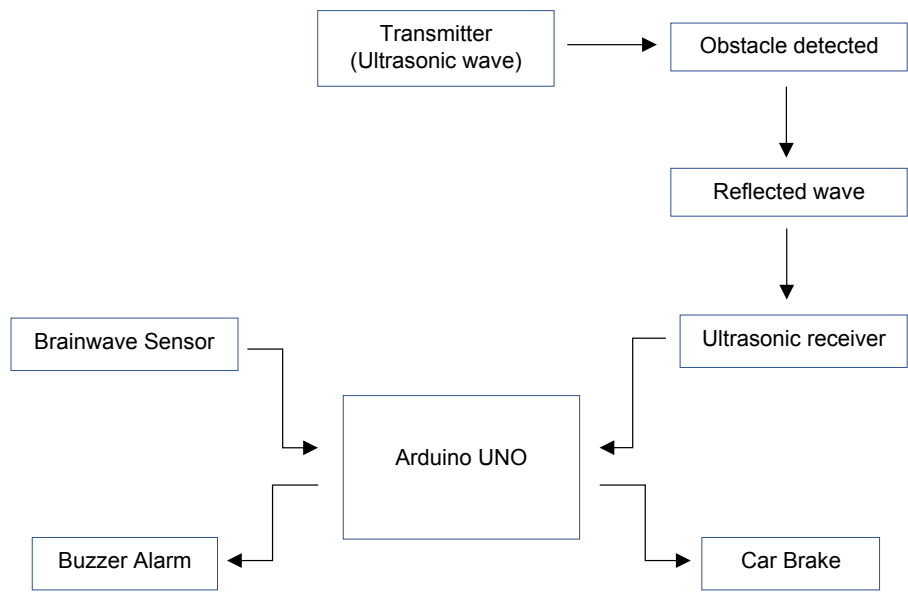 Transmitter
(Ultrasonic wave)
Obstacle detected
Reflected wave
Ultrasonic receiver
Brainwave Sensor
Arduino UNO
Buzzer Alarm
Car Brake